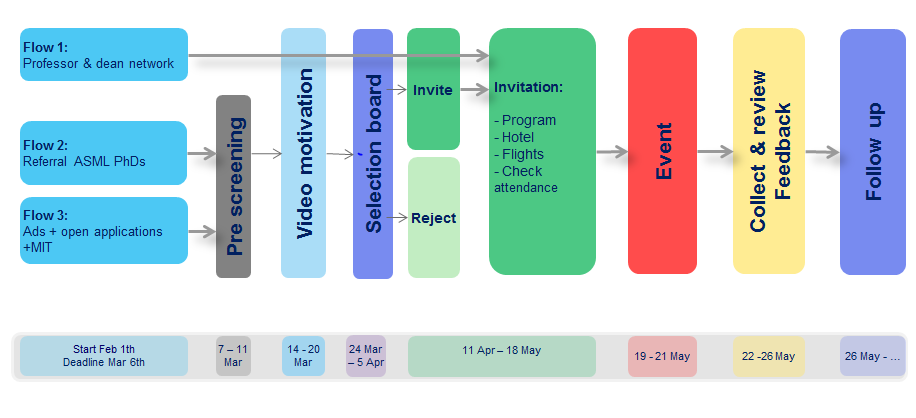 Flow 1:
Professor & dean network
Flow 2:
Referral ASML PhDs
Flow 3:
Ads + open applications
+MIT
Pre screening
Video motivation
Selection board
Invite
Reject
Invitation:
- Program
- Hotel
- Flights
- Check
attendance
Event
Collect & review
Feedback
Follow up
Start Feb 1th
Deadline Mar 6th
7 – 11
Mar
14 - 20
Mar
24 Mar
– 5 Apr
11 Apr – 18 May
19 - 21 May
22 -26 May
26 May - ...